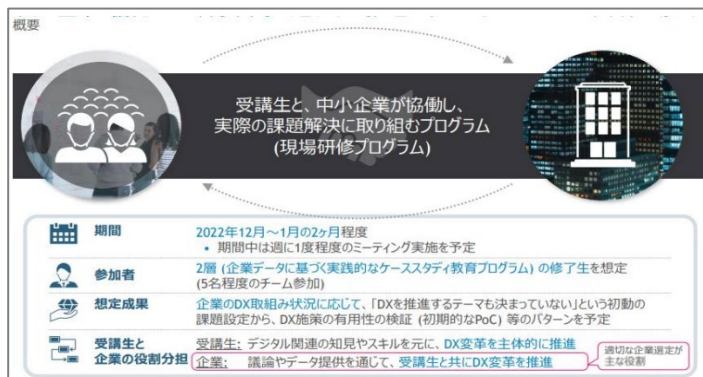 概要
受講生と、中小企業が協働し、
実際の課題解決に取り組むプログラム
(現場研修プログラム)
期間
2022年12月～1月の2ヶ月程度
• 期間中は週に1度程度のミーティング実施を予定
参加者
2層 (企業データに基づく実践的なケーススタディ教育プログラム) の修了生を想定
(5名程度のチーム参加)
想定成果
企業のDX取組み状況に応じて、「DXを推進するテーマも決まっていない」という初動の
課題設定から、DX施策の有用性の検証 (初期的なPoC) 等のパターンを予定
受講生と
企業の役割分担
受講生: デジタル関連の知見やスキルを元に、DX変革を主体的に推進
企業: 議論やデータ提供を通じて、受講生と共にDX変革を推進
適切な企業選定が
主な役割